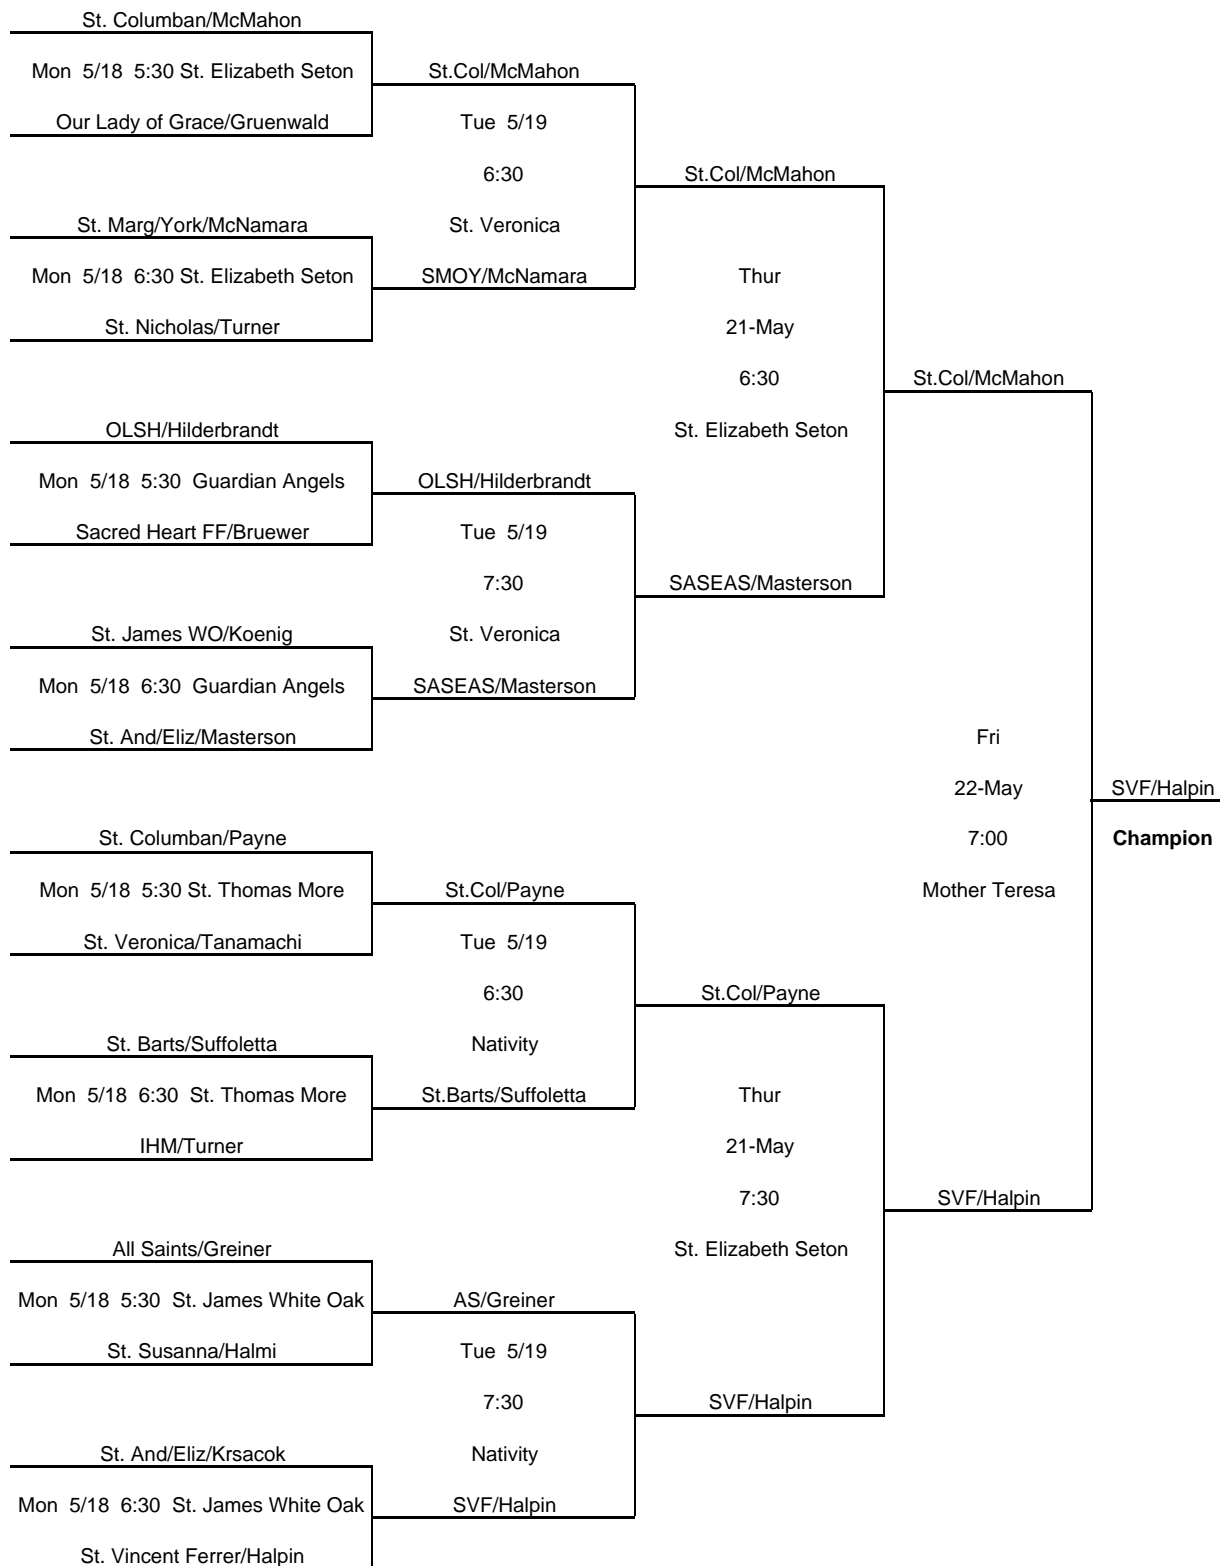 St. Columban/McMahon
Mon 5/18 5:30 St. Elizabeth Seton
St.Col/McMahon
Our Lady of Grace/Gruenwald
Tue 5/19
6:30
St.Col/McMahon
St. Marg/York/McNamara
St. Veronica
Mon 5/18 6:30 St. Elizabeth Seton
SMOY/McNamara
Thur
St. Nicholas/Turner
21-May
6:30
St.Col/McMahon
OLSH/Hilderbrandt
St. Elizabeth Seton
Mon 5/18 5:30 Guardian Angels
OLSH/Hilderbrandt
Sacred Heart FF/Bruewer
Tue 5/19
7:30
SASEAS/Masterson
St. James WO/Koenig
St. Veronica
Mon 5/18 6:30 Guardian Angels
SASEAS/Masterson
St. And/Eliz/Masterson
Fri
22-May
SVF/Halpin
St. Columban/Payne
7:00
Champion
Mon 5/18 5:30 St. Thomas More
St.Col/Payne
Mother Teresa
St. Veronica/Tanamachi
Tue 5/19
6:30
St.Col/Payne
St. Barts/Suffoletta
Nativity
Mon 5/18 6:30 St. Thomas More
St.Barts/Suffoletta
Thur
IHM/Turner
21-May
7:30
SVF/Halpin
All Saints/Greiner
St. Elizabeth Seton
Mon 5/18 5:30 St. James White Oak
AS/Greiner
St. Susanna/Halmi
Tue 5/19
7:30
SVF/Halpin
St. And/Eliz/Krsacok
Nativity
Mon 5/18 6:30 St. James White Oak
SVF/Halpin
St. Vincent Ferrer/Halpin